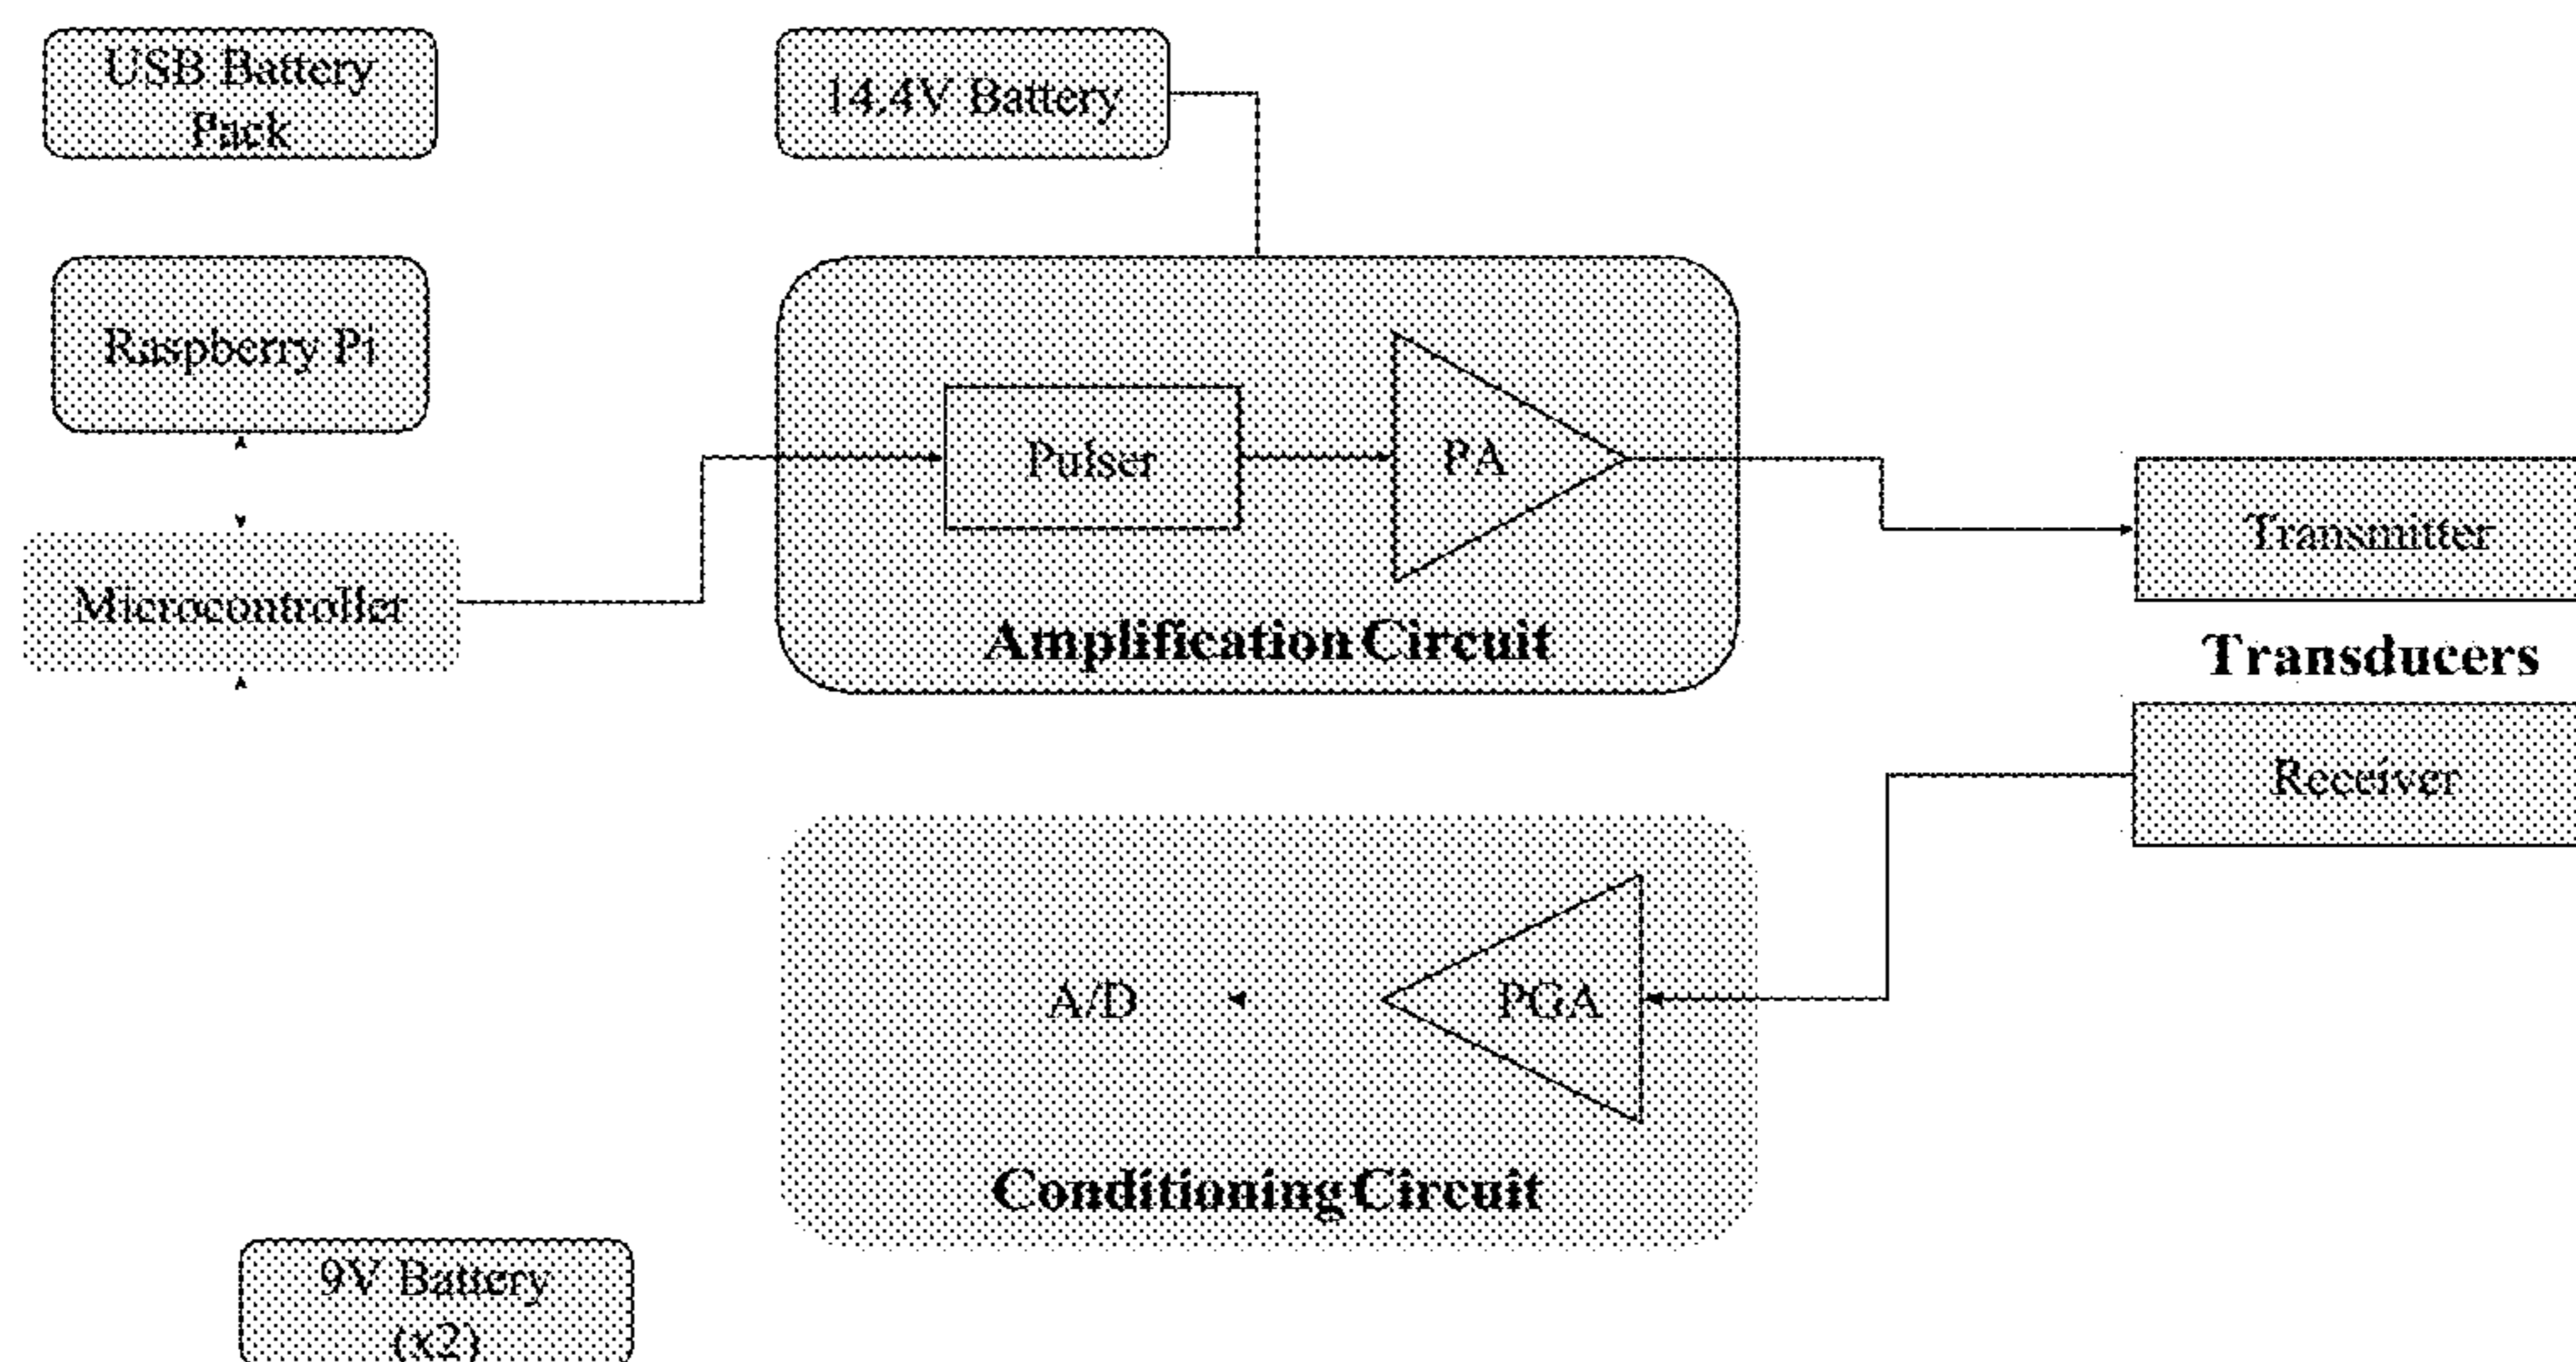 USB Battery
Pack
14.4V Battery
Raspberry Pi
Pulser
PA
Microcontroller
Amplification Circuit
Transmitter
Transducers
Receiver
A/D
PGA
Conditioning Circuit
9V Battery
(x2)